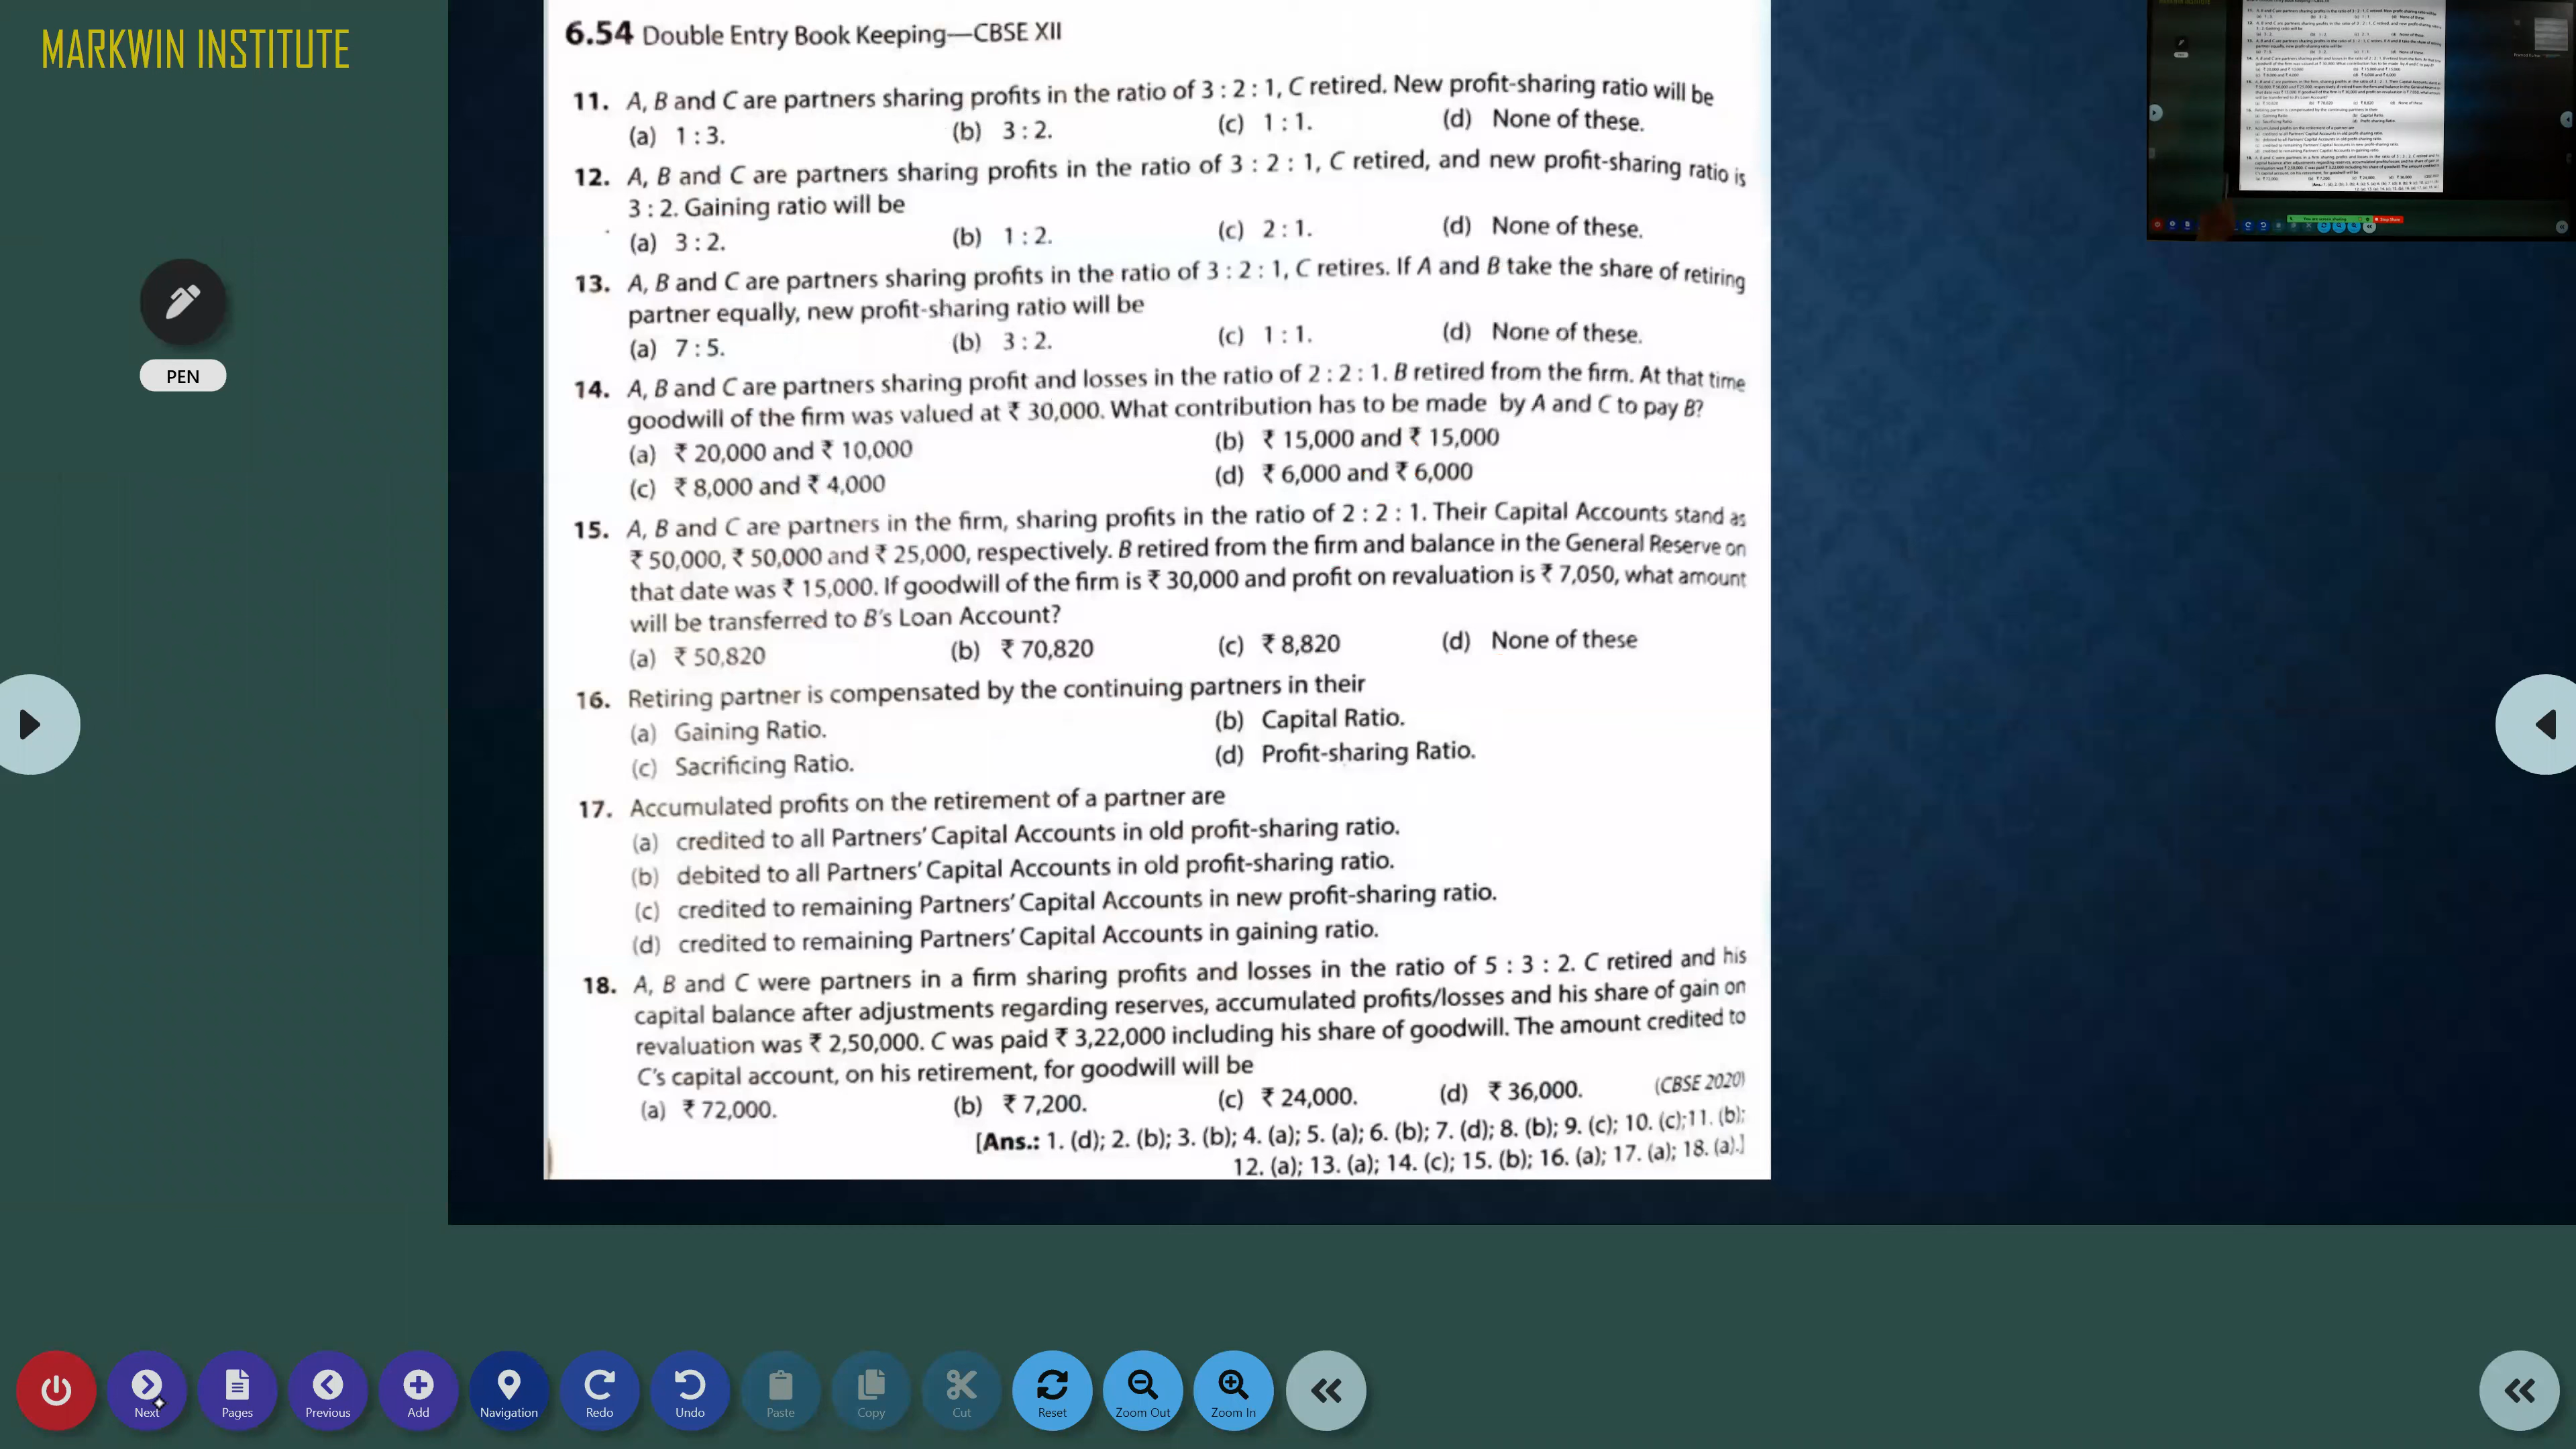 MARKWIN INSTITUTE
6.54 Double Entry Book Keeping—CBSE XII
11. A, B and C are partners sharing profits in the ratio of 3 : 2 : 1, C retired. New profit-sharing ratio will be
(a) 1 : 3. (b) 3 : 2. (c) 1 : 1. (d) None of these.
12. A, B and C are partners sharing profits in the ratio of 3 : 2 : 1, C retired, and new profit-sharing ratio is
3 : 2. Gaining ratio will be
(a) 3 : 2. (b) 1 : 2. (c) 2 : 1. (d) None of these.
13. A, B and C are partners sharing profits in the ratio of 3 : 2 : 1, C retires. If A and B take the share of retiring
partner equally, new profit-sharing ratio will be
(a) 7 : 5. (b) 3 : 2. (c) 1 : 1. (d) None of these.
14. A, B and C are partners sharing profit and losses in the ratio of 2 : 2 : 1. B retired from the firm. At that time
goodwill of the firm was valued at ₹ 30,000. What contribution has to be made by A and C to pay B?
(a) ₹ 20,000 and ₹ 10,000 (b) ₹ 15,000 and ₹ 15,000
(c) ₹ 8,000 and ₹ 4,000 (d) ₹ 6,000 and ₹ 6,000
15. A, B and C are partners in the firm, sharing profits in the ratio of 2 : 2 : 1. Their Capital Accounts stand as
₹ 50,000, ₹ 50,000 and ₹ 25,000, respectively. B retired from the firm and balance in the General Reserve on
that date was ₹ 15,000. If goodwill of the firm is ₹ 30,000 and profit on revaluation is ₹ 7,050, what amount
will be transferred to B's Loan Account?
(a) ₹ 50,820 (b) ₹ 70,820 (c) ₹ 8,820 (d) None of these
16. Retiring partner is compensated by the continuing partners in their
(a) Gaining Ratio. (b) Capital Ratio.
(c) Sacrificing Ratio. (d) Profit-sharing Ratio.
17. Accumulated profits on the retirement of a partner are
(a) credited to all Partners' Capital Accounts in old profit-sharing ratio.
(b) debited to all Partners' Capital Accounts in old profit-sharing ratio.
(c) credited to remaining Partners' Capital Accounts in new profit-sharing ratio.
(d) credited to remaining Partners' Capital Accounts in gaining ratio.
18. A, B and C were partners in a firm sharing profits and losses in the ratio of 5 : 3 : 2. C retired and his
capital balance after adjustments regarding reserves, accumulated profits/losses and his share of gain on
revaluation was ₹ 2,50,000. C was paid ₹ 3,22,000 including his share of goodwill. The amount credited to
C's capital account, on his retirement, for goodwill will be
(a) ₹ 72,000. (b) ₹ 7,200. (c) ₹ 24,000. (d) ₹ 36,000. (CBSE 2020)
[Ans.: 1. (d); 2. (b); 3. (b); 4. (a); 5. (a); 6. (b); 7. (d); 8. (b); 9. (c); 10. (c);11. (b);
12. (a); 13. (a); 14. (c); 15. (b); 16. (a); 17. (a); 18. (a).]
PEN
Next Pages Previous Add Navigation Redo Undo Paste Copy Cut Reset Zoom Out Zoom In